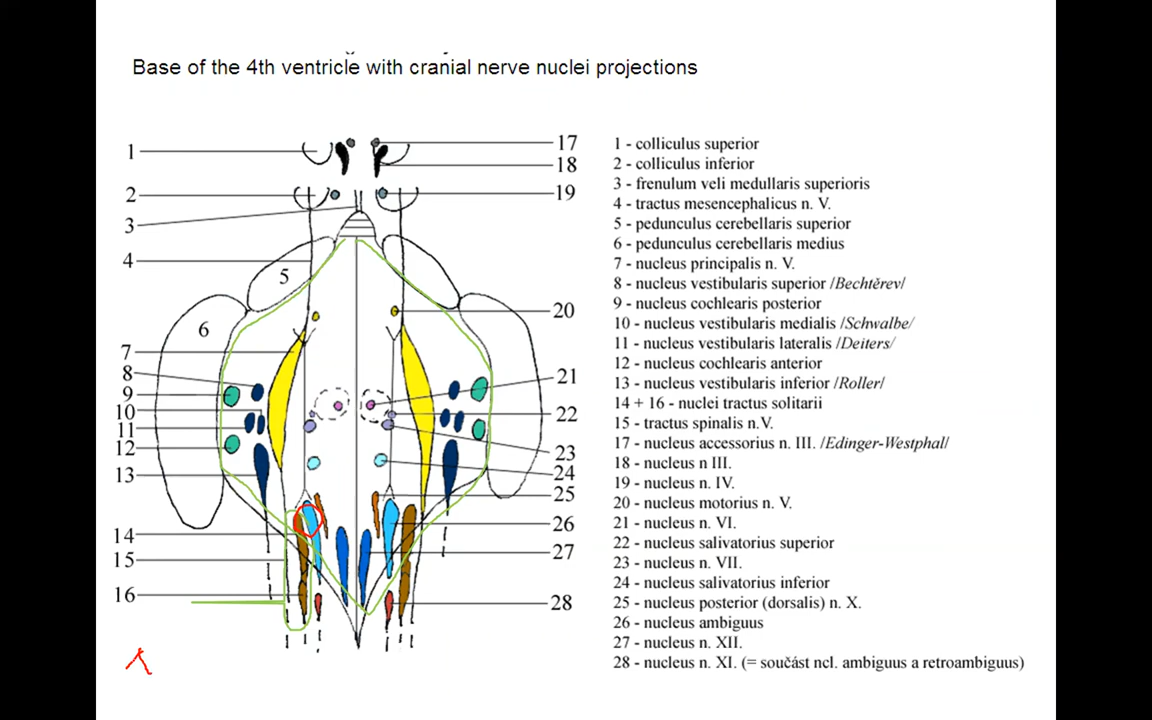 Base of the 4th ventricle with cranial nerve nuclei projections
1
2
3
4
5
6
7
8
9
10
11
12
13
14
15
16
17
18
19
20
21
22
23
24
25
26
27
28
1 - colliculus superior
2 - colliculus inferior
3 - frenulum veli medullaris superioris
4 - tractus mesencephalicus n. V.
5 - pedunculus cerebellaris superior
6 - pedunculus cerebellaris medius
7 - nucleus principalis n. V.
8 - nucleus vestibularis superior /Bechtěrev/
9 - nucleus cochlearis posterior
10 - nucleus vestibularis medialis /Schwalbe/
11 - nucleus vestibularis lateralis /Deiters/
12 - nucleus cochlearis anterior
13 - nucleus vestibularis inferior /Roller/
14 + 16 - nuclei tractus solitarii
15 - tractus spinalis n.V.
17 - nucleus accessorius n. III. /Edinger-Westphal/
18 - nucleus n III.
19 - nucleus n. IV.
20 - nucleus motorius n. V.
21 - nucleus n. VI.
22 - nucleus salivatorius superior
23 - nucleus n. VII.
24 - nucleus salivatorius inferior
25 - nucleus posterior (dorsalis) n. X.
26 - nucleus ambiguus
27 - nucleus n. XII.
28 - nucleus n. XI. (= součást ncl. ambiguus a retroambiguus)